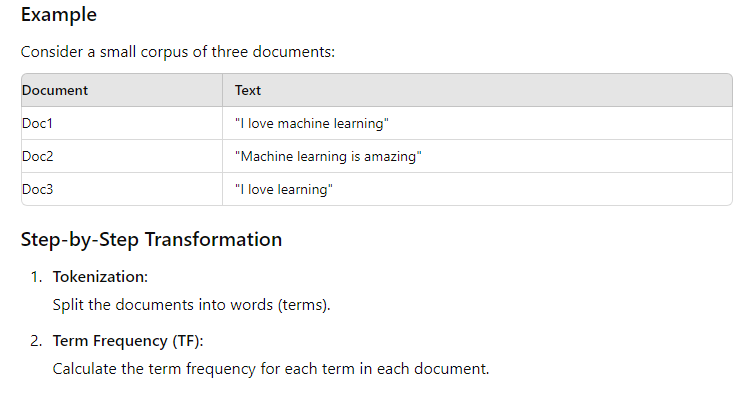 Example
Consider a small corpus of three documents:
Document Text
Doc1 "I love machine learning"
Doc2 "Machine learning is amazing"
Doc3 "I love learning"
Step-by-Step Transformation
1. Tokenization:
Split the documents into words (terms).
2. Term Frequency (TF):
Calculate the term frequency for each term in each document.